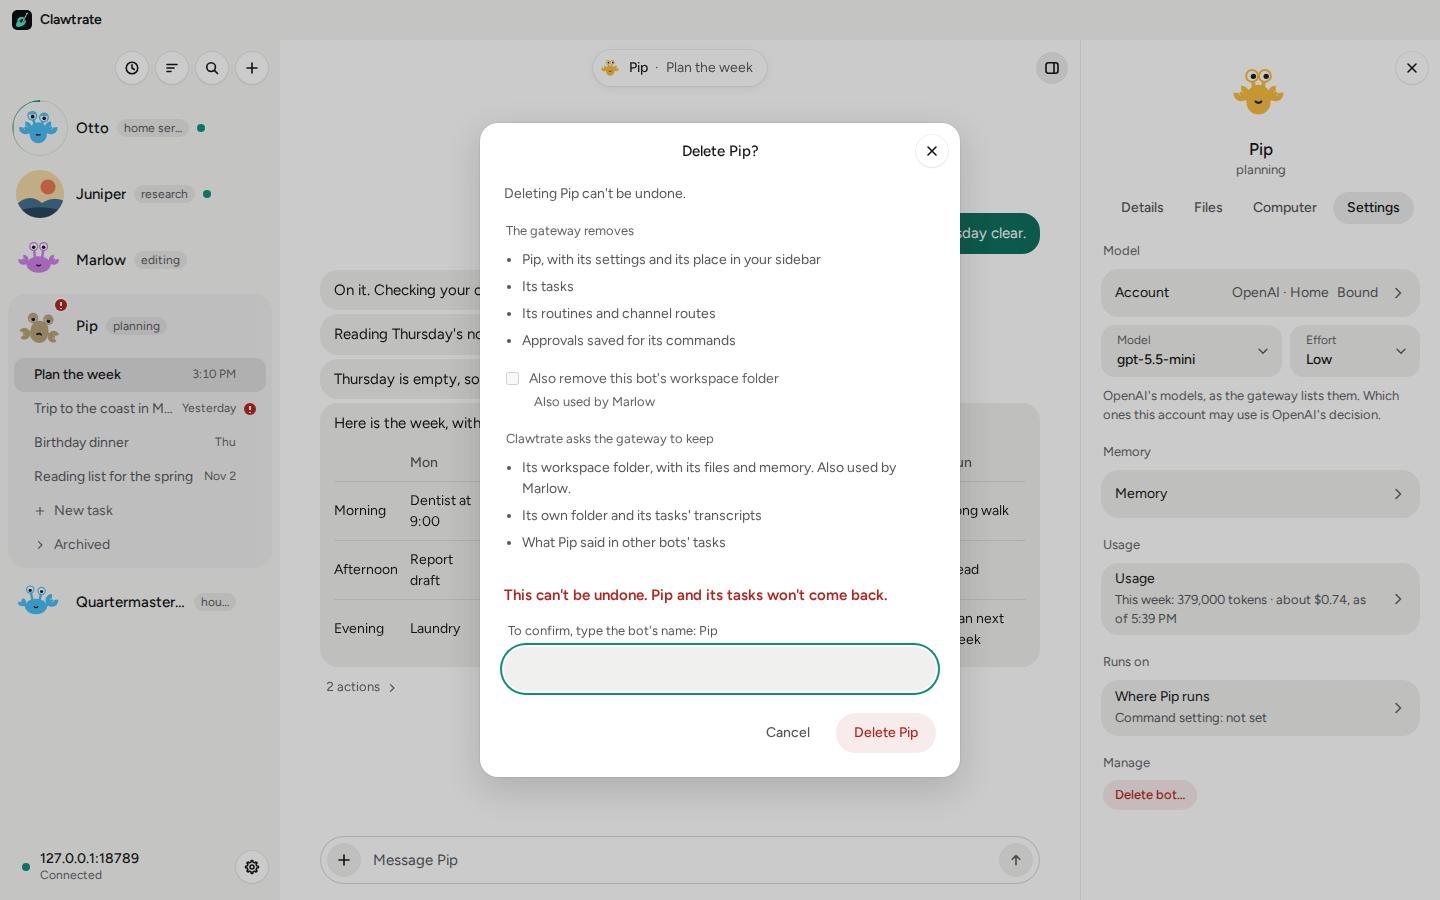 Clawtrate
Otto home ser...
Juniper research
Marlow editing
Pip planning
Plan the week 3:10 PM
Trip to the coast in M... Yesterday
Birthday dinner Thu
Reading list for the spring Nov 2
New task
Archived
Quartermaster... hou...
127.0.0.1:18789
Connected
Pip · Plan the week
sday clear.
On it. Checking your c
Reading Thursday's no
Thursday is empty, so
Here is the week, with
Mon
Morning Dentist at 9:00
Afternoon Report draft
Evening Laundry
2 actions
Message Pip
Delete Pip?
Deleting Pip can't be undone.
The gateway removes
• Pip, with its settings and its place in your sidebar
• Its tasks
• Its routines and channel routes
• Approvals saved for its commands
Also remove this bot's workspace folder
Also used by Marlow
Clawtrate asks the gateway to keep
• Its workspace folder, with its files and memory. Also used by
Marlow.
• Its own folder and its tasks' transcripts
• What Pip said in other bots' tasks
This can't be undone. Pip and its tasks won't come back.
To confirm, type the bot's name: Pip
Cancel Delete Pip
Pip
planning
Details Files Computer Settings
Model
Account OpenAI · Home Bound
Model
gpt-5.5-mini
Effort
Low
OpenAI's models, as the gateway lists them. Which
ones this account may use is OpenAI's decision.
Memory
Memory
Usage
Usage
This week: 379,000 tokens · about $0.74, as
of 5:39 PM
Runs on
Where Pip runs
Command setting: not set
Manage
Delete bot...